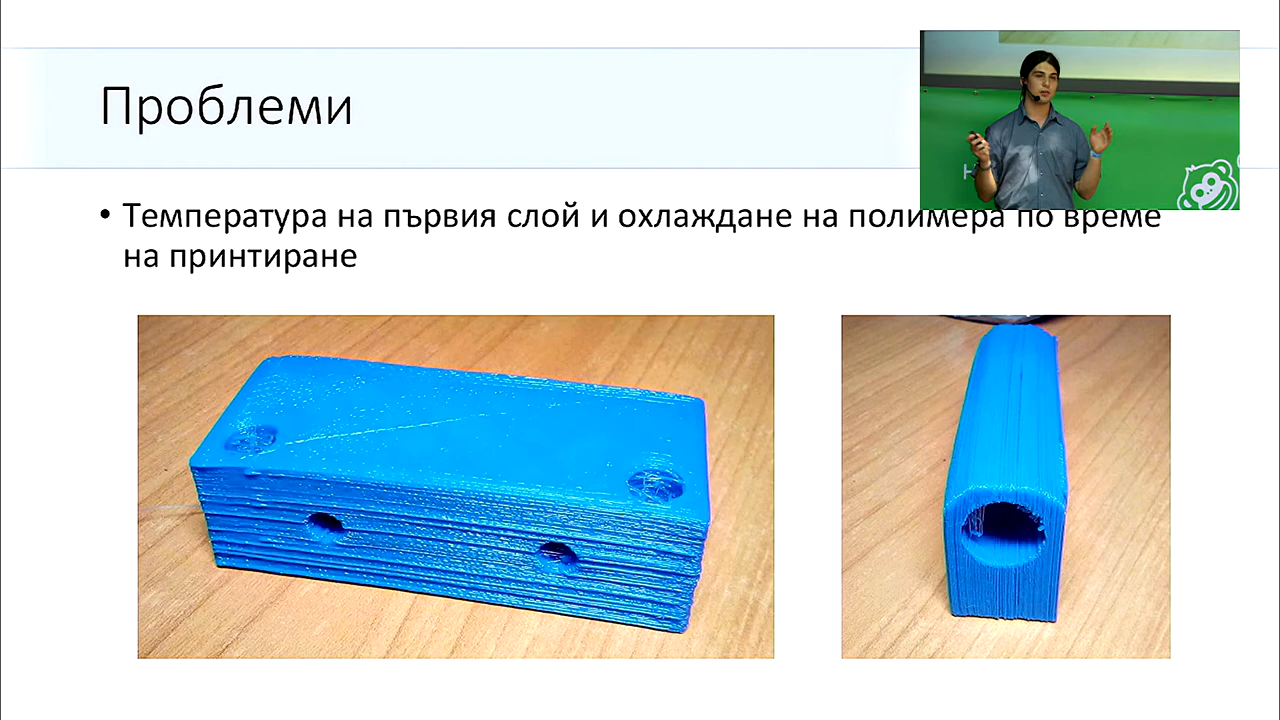 Проблеми
• Температура на първия слой и охлаждане на полимера по време
на принтиране